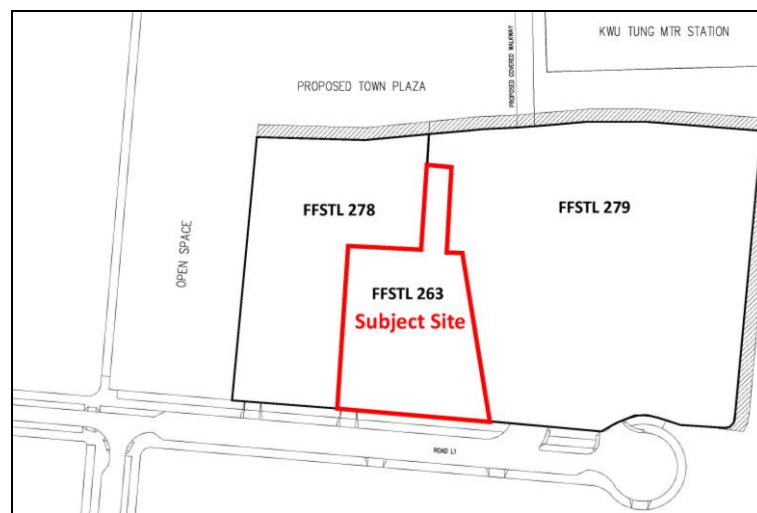 KWU TUNG MTR STATION
PROPOSED COVERED WALKWAY
PROPOSED TOWN PLAZA
FFSTL 278
FFSTL 279
OPEN SPACE
FFSTL 263
Subject Site
ROAD L1